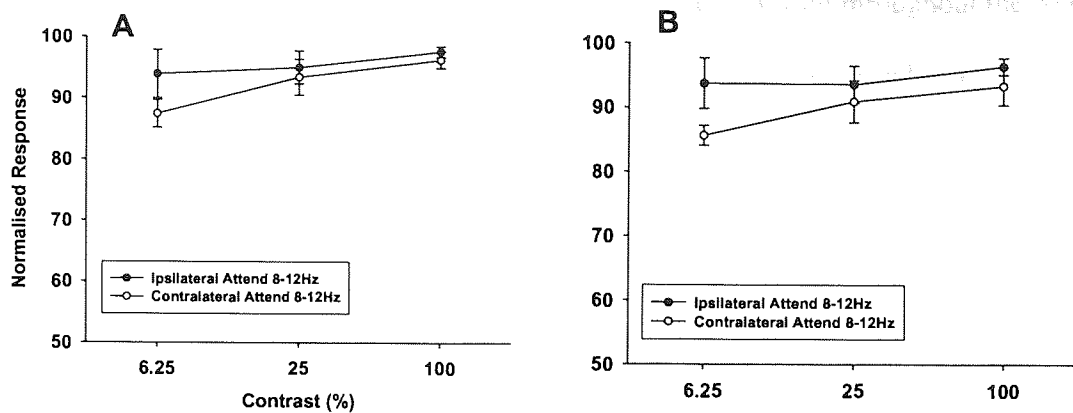 A
100
90
80
70
60
50
Normalised Response
Ipsilateral Attend 8-12Hz
Contralateral Attend 8-12Hz
6.25 25 100
Contrast (%)
B
100
90
80
70
60
50
Ipsilateral Attend 8-12Hz
Contralateral Attend 8-12Hz
6.25 25 100